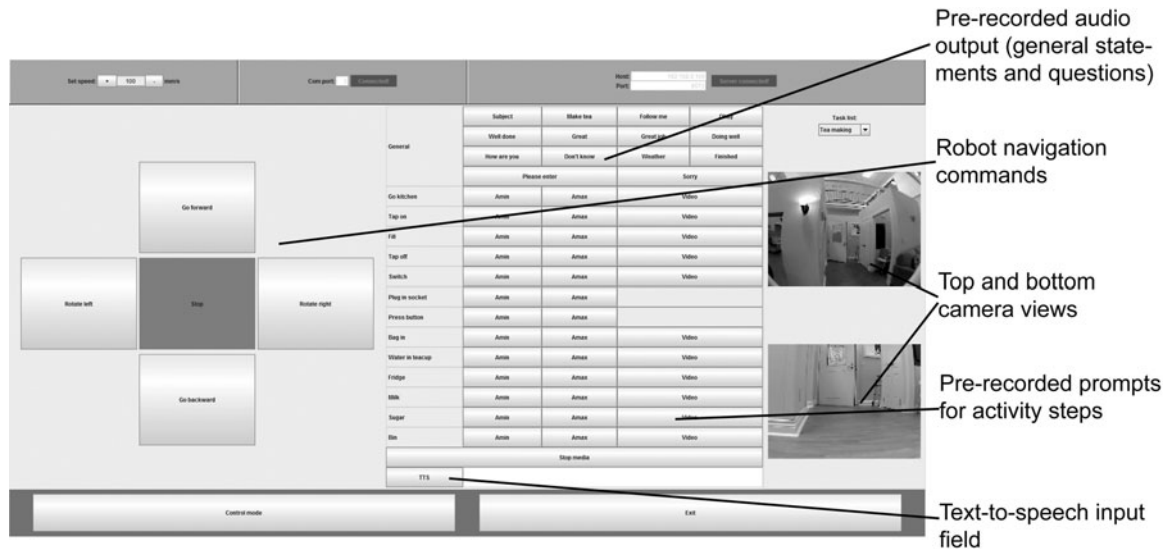 Pre-recorded audio
output (general state-
ments and questions)
Robot navigation
commands
Top and bottom
camera views
Pre-recorded prompts
for activity steps
Text-to-speech input
field
Set speed: + 100 - mm/s
Com port: Connected!
Host:
Port:
Server connected!
Go forward
Rotate left
Stop
Rotate right
Go backward
General
Subject Make tea Follow me
Well done Great Great job Doing well
How are you Don't know Weather Finished
Please enter Sorry
Go kitchen Amin Amax Video
Tap on Amin Amax Video
Fill Amin Amax Video
Tap off Amin Amax Video
Switch Amin Amax Video
Plug in socket Amin Amax
Press button Amin Amax
Bag in Amin Amax Video
Water in teacup Amin Amax Video
Fridge Amin Amax Video
Milk Amin Amax Video
Sugar Amin Amax Video
Bin Amin Amax Video
Stop media
TTS
Task list:
Tea making
Control mode
Exit